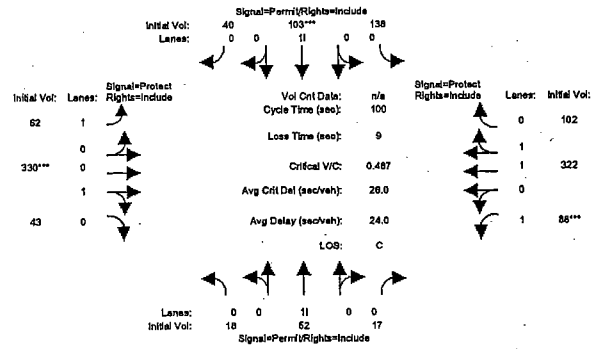 Signal=Permit/Rights=Include
Initial Vol: 40 103*** 138
Lanes: 0 0 1! 0 0
Signal=Protect
Rights=Include
Initial Vol: Lanes:
Vol Cnt Date: n/a
Signal=Protect
Rights=Include
Lanes: Initial Vol:
Cycle Time (sec): 100
62 1 0 102
Loss Time (sec): 9
0 1
330*** 0 Critical V/C: 0.487 1 322
1 Avg Crit Del (sec/veh): 26.0 0
43 0 Avg Delay (sec/veh): 24.0 1 88***
LOS: C
Lanes: 0 0 1! 0 0
Initial Vol: 18 52 17
Signal=Permit/Rights=Include